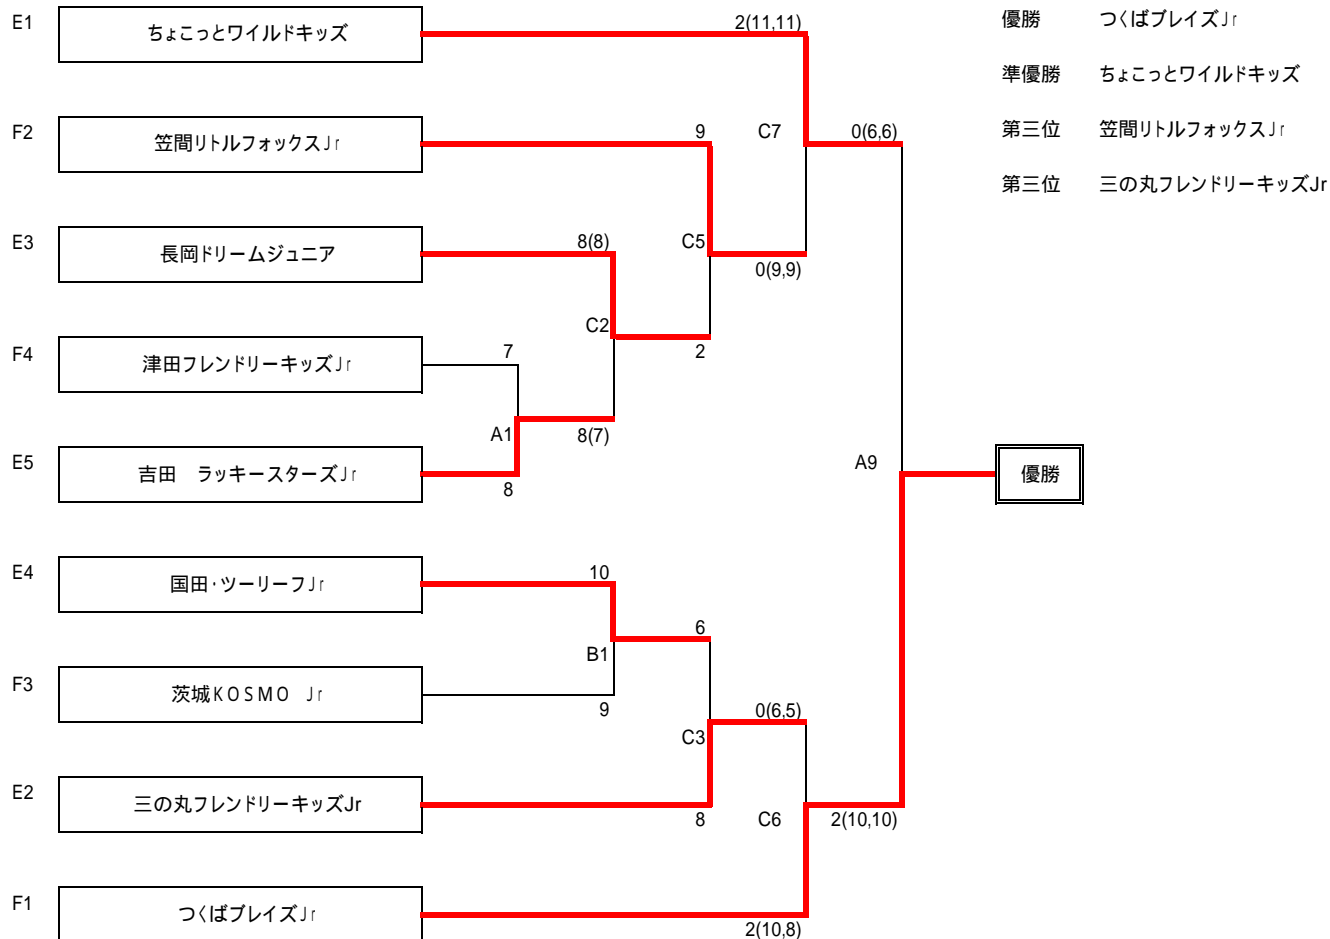 E1 ちょこっとワイルドキッズ 2(11,11) 優勝 つくばブレイズJr
準優勝 ちょこっとワイルドキッズ
F2 笠間リトルフォックスJr 9 C7 0(6,6) 第三位 笠間リトルフォックスJr
第三位 三の丸フレンドリーキッズJr
E3 長岡ドリームジュニア 8(8) C5
0(9,9)
C2
F4 津田フレンドリーキッズJr 7 2
A1 8(7)
E5 吉田 ラッキースターズJr A9 優勝
8
E4 国田・ツーリーフJr 10
6
B1
F3 茨城KOSMO Jr
9 0(6,5)
C3
E2 三の丸フレンドリーキッズJr
8 C6 2(10,10)
F1 つくばブレイズJr
2(10,8)